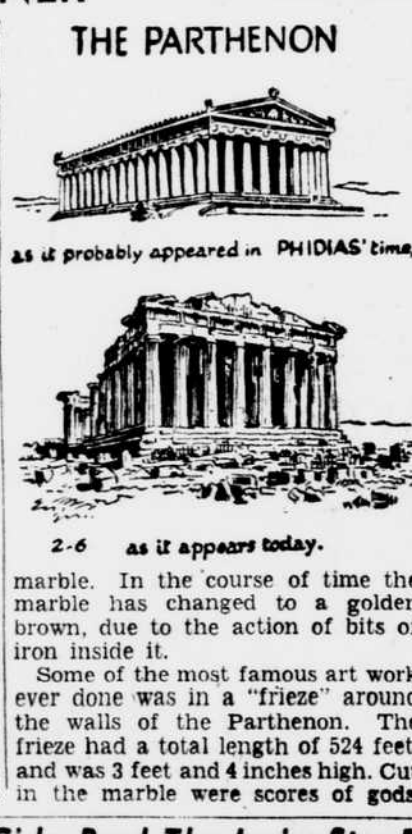 THE PARTHENON
as it probably appeared in PHIDIAS' time,
2-6 as it appears today.
marble. In the course of time the
marble has changed to a golden
brown, due to the action of bits of
iron inside it.
Some of the most famous art work
ever done was in a "frieze" around
the walls of the Parthenon. The
frieze had a total length of 524 feet
and was 3 feet and 4 inches high. Cut
in the marble were scores of gods